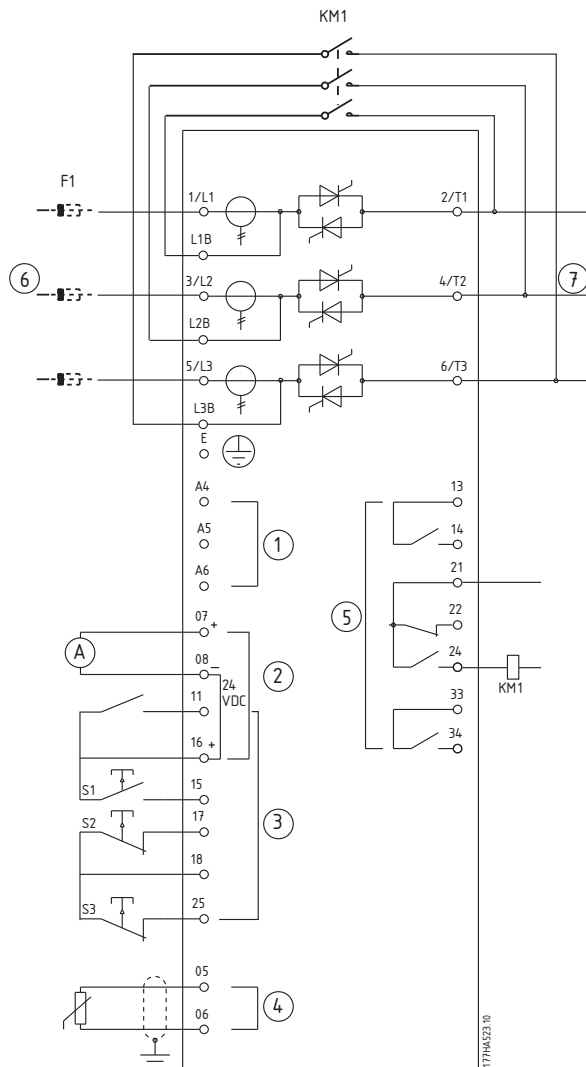 KM1
F1
1/L1
2/T1
L1B
6
3/L2
4/T2
7
L2B
5/L3
6/T3
L3B
E
A4
13
A5
1
14
A6
21
5
07 +
22
A
08 –
2
24
24 VDC
KM1
11
33
16 +
34
S1
15
S2
17
3
18
S3
25
05
4
06
177HA523.10